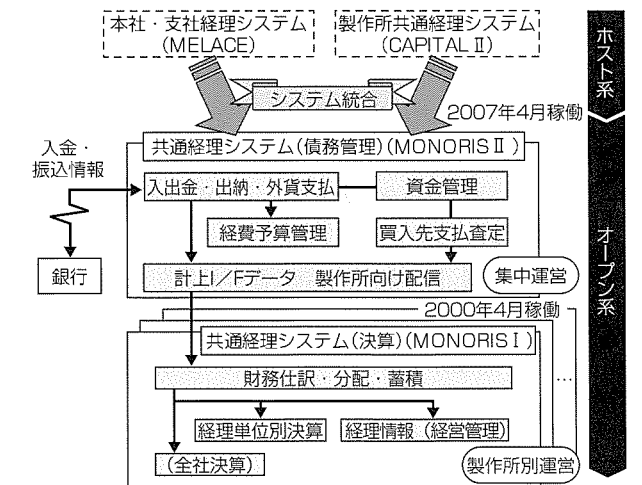 本社・支社経理システム
(MELACE)
製作所共通経理システム
(CAPITALⅡ)
ホスト系
システム統合
2007年4月稼働
入金・
振込情報
共通経理システム(債務管理)(MONORISⅡ)
入出金・出納・外貨支払
資金管理
経費予算管理
買入先支払査定
銀行
計上I/Fデータ 製作所向け配信
集中運営
オープン系
2000年4月稼働
共通経理システム(決算)(MONORISⅠ)
財務仕訳・分配・蓄積
…
経理単位別決算
経理情報(経営管理)
(全社決算)
製作所別運営